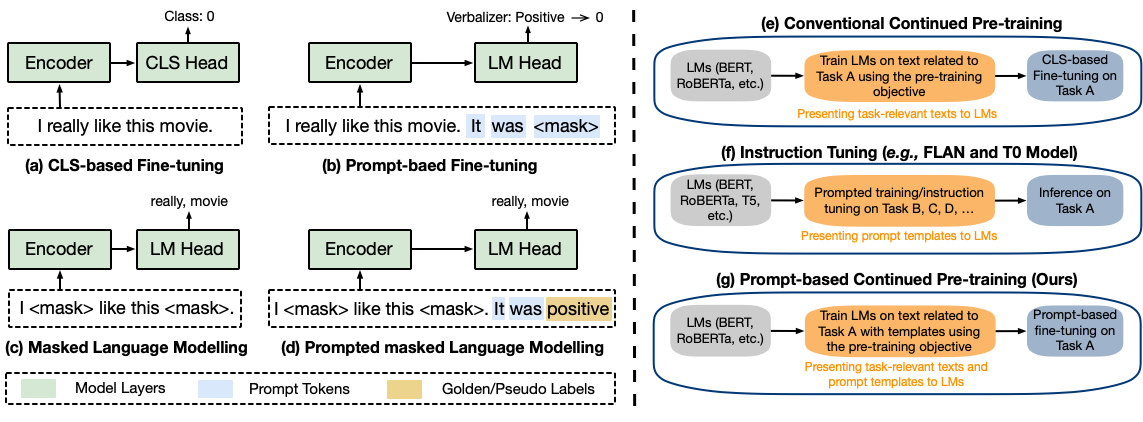 Class: 0
Encoder
CLS Head
I really like this movie.
(a) CLS-based Fine-tuning
Verbalizer: Positive → 0
Encoder
LM Head
I really like this movie. It was <mask>
(b) Prompt-baed Fine-tuning
really, movie
Encoder
LM Head
I <mask> like this <mask>.
(c) Masked Language Modelling
really, movie
Encoder
LM Head
I <mask> like this <mask>. It was positive
(d) Prompted masked Language Modelling
Model Layers
Prompt Tokens
Golden/Pseudo Labels
(e) Conventional Continued Pre-training
LMs (BERT,
RoBERTa, etc.)
Train LMs on text related to
Task A using the pre-training
objective
CLS-based
Fine-tuning on
Task A
Presenting task-relevant texts to LMs
(f) Instruction Tuning (e.g., FLAN and T0 Model)
LMs (BERT,
RoBERTa, T5,
etc.)
Prompted training/instruction
tuning on Task B, C, D, ...
Inference on
Task A
Presenting prompt templates to LMs
(g) Prompt-based Continued Pre-training (Ours)
LMs (BERT,
RoBERTa, etc.)
Train LMs on text related to
Task A with templates using
the pre-training objective
Prompt-based
fine-tuning on
Task A
Presenting task-relevant texts and
prompt templates to LMs